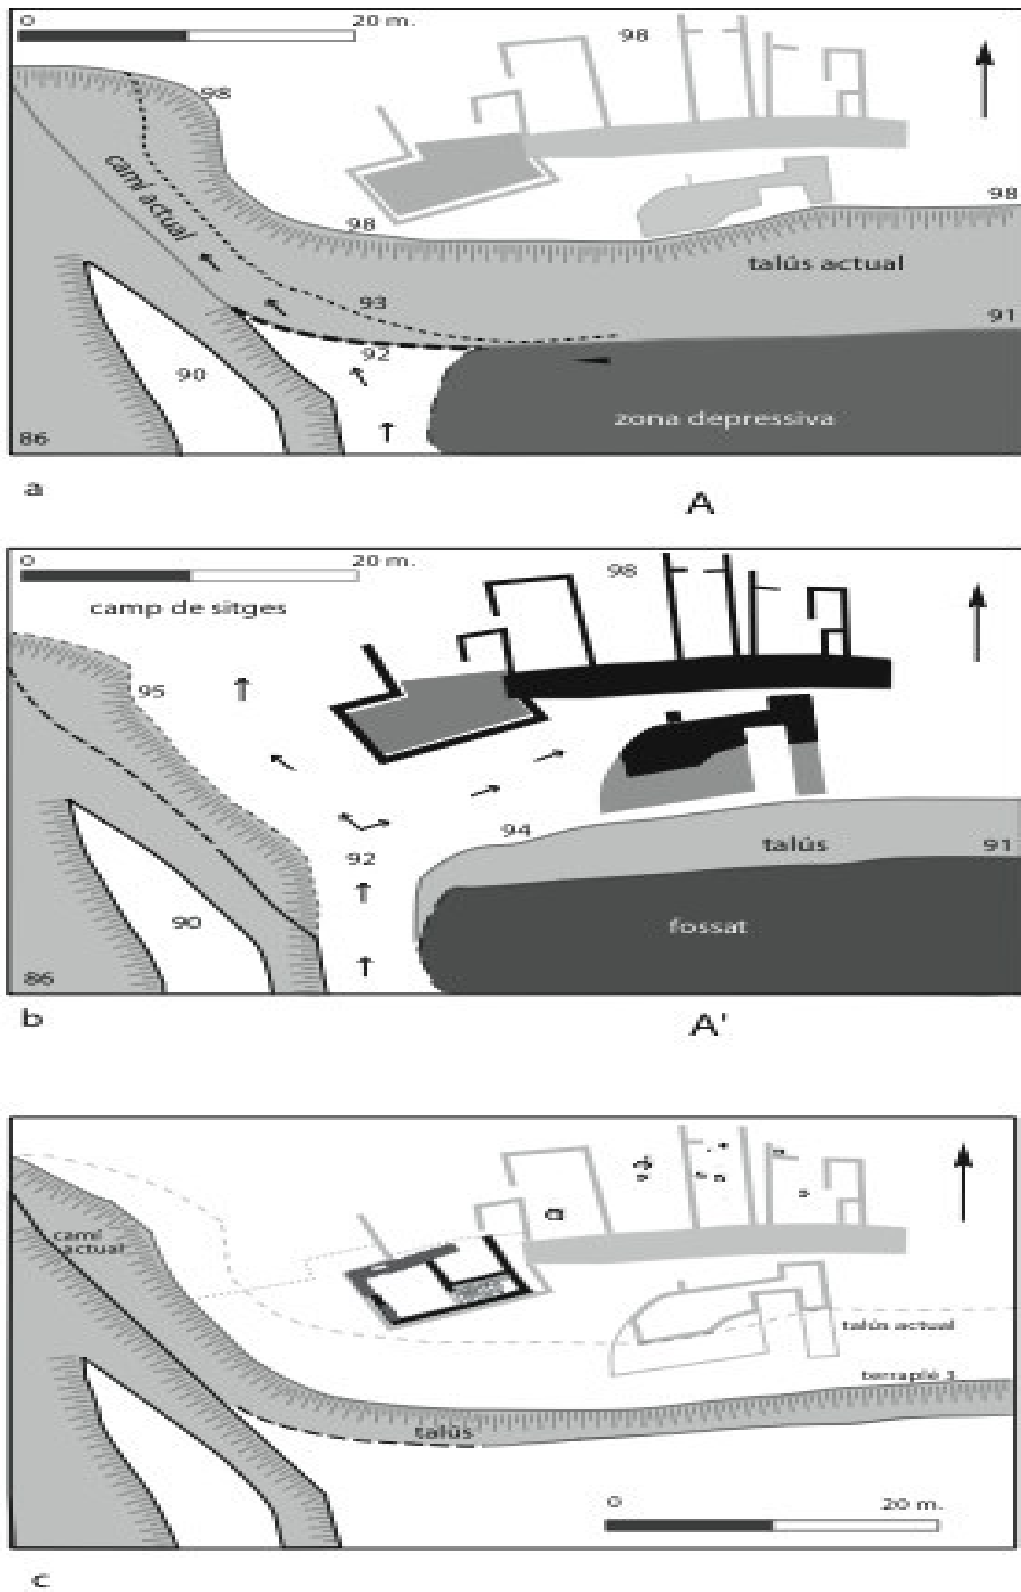 0 20 m.
98
98
camí actual
98
98
talús actual
93
91
92
90
zona depressiva
86
a
A
0 20 m.
98
camp de sitges
95
94
92
talús 91
90
fossat
86
b
A'
camí
actual
talús actual
terraplé 3
talús
0 20 m.
c